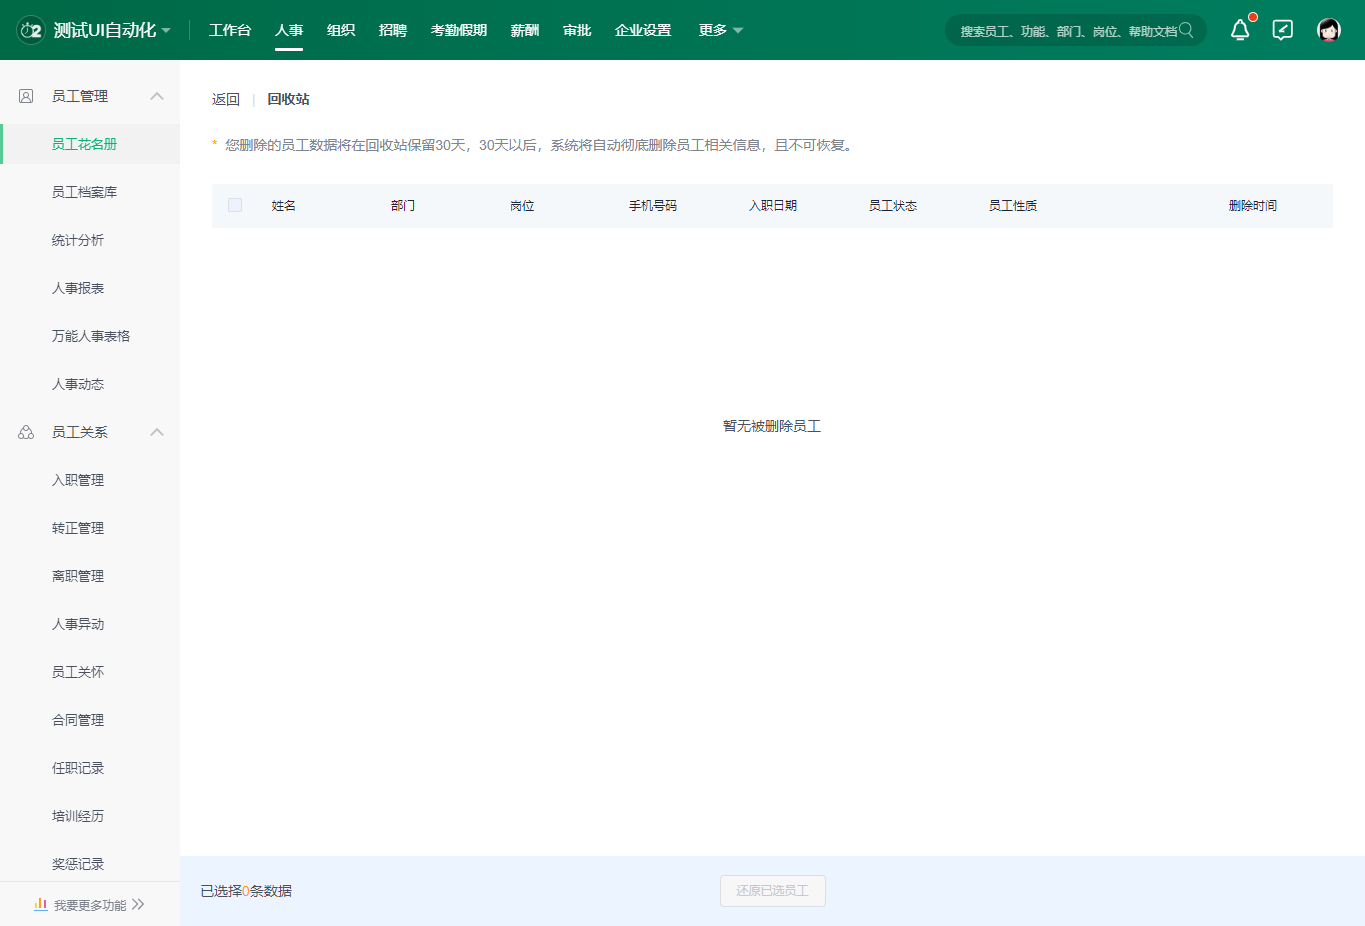 测试UI自动化
工作台 人事 组织 招聘 考勤假期 薪酬 审批 企业设置 更多
搜索员工、功能、部门、岗位、帮助文档
员工管理
员工花名册
员工档案库
统计分析
人事报表
万能人事表格
人事动态
员工关系
入职管理
转正管理
离职管理
人事异动
员工关怀
合同管理
任职记录
培训经历
奖惩记录
我要更多功能
返回 | 回收站
* 您删除的员工数据将在回收站保留30天，30天以后，系统将自动彻底删除员工相关信息，且不可恢复。
姓名 部门 岗位 手机号码 入职日期 员工状态 员工性质 删除时间
暂无被删除员工
已选择0条数据
还原已选员工